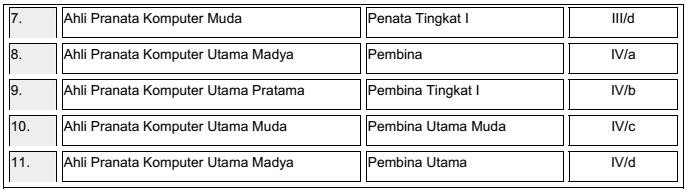 7. Ahli Pranata Komputer Muda Penata Tingkat I III/d
8. Ahli Pranata Komputer Utama Madya Pembina IV/a
9. Ahli Pranata Komputer Utama Pratama Pembina Tingkat I IV/b
10. Ahli Pranata Komputer Utama Muda Pembina Utama Muda IV/c
11. Ahli Pranata Komputer Utama Madya Pembina Utama IV/d